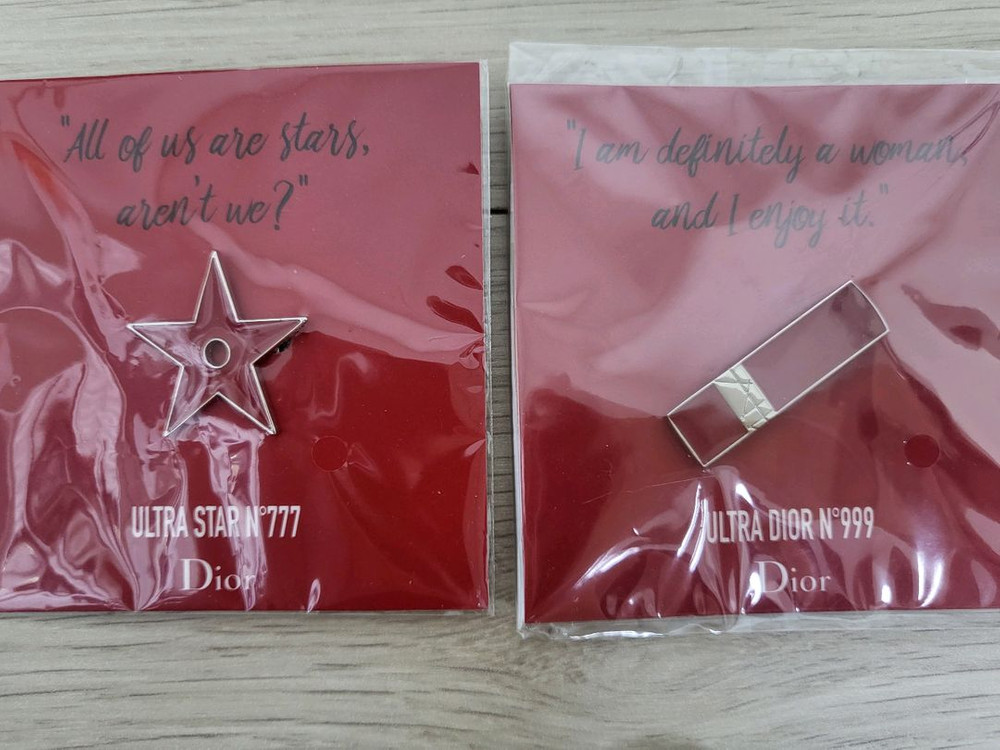 "All of us are stars,
aren't we?"
ULTRA STAR N°777
Dior
"I am definitely a woman,
and I enjoy it."
ULTRA DIOR N°999
Dior